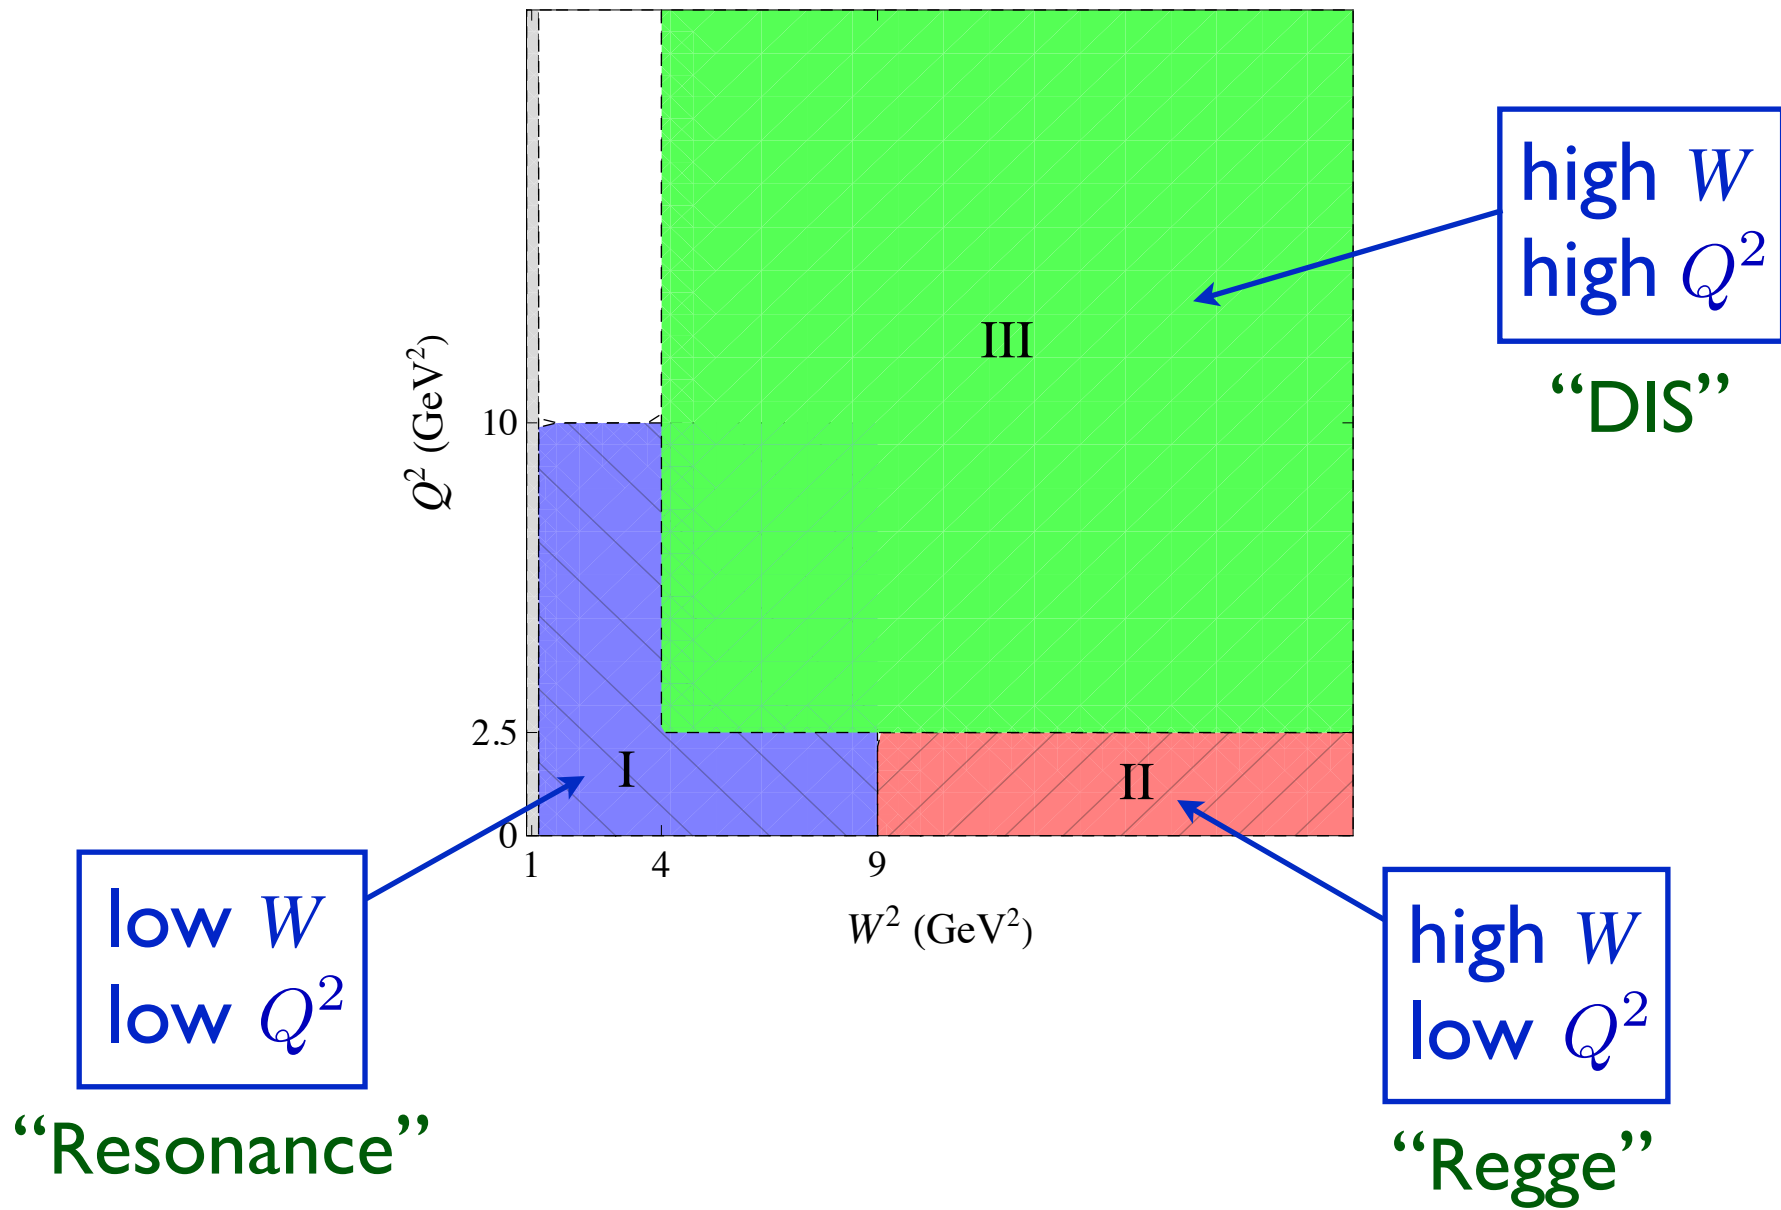 high W
high Q²
“DIS”
III
Q² (GeV²)
10
2.5
0
I
II
1
4
9
W² (GeV²)
low W
low Q²
“Resonance”
high W
low Q²
“Regge”